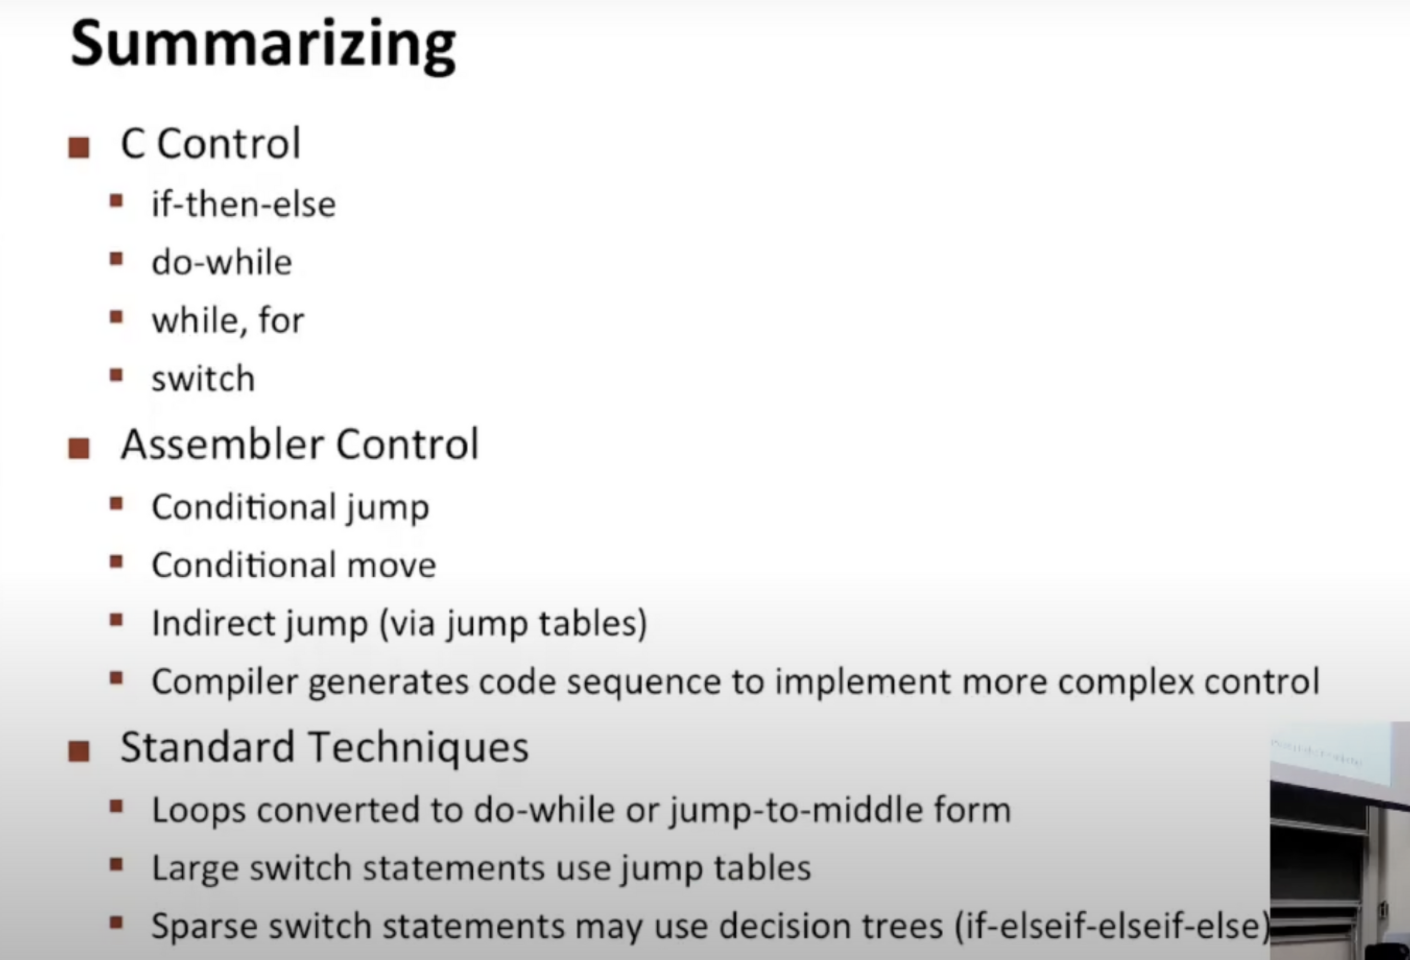 Summarizing
C Control
if-then-else
do-while
while, for
switch
Assembler Control
Conditional jump
Conditional move
Indirect jump (via jump tables)
Compiler generates code sequence to implement more complex control
Standard Techniques
Loops converted to do-while or jump-to-middle form
Large switch statements use jump tables
Sparse switch statements may use decision trees (if-elseif-elseif-else)